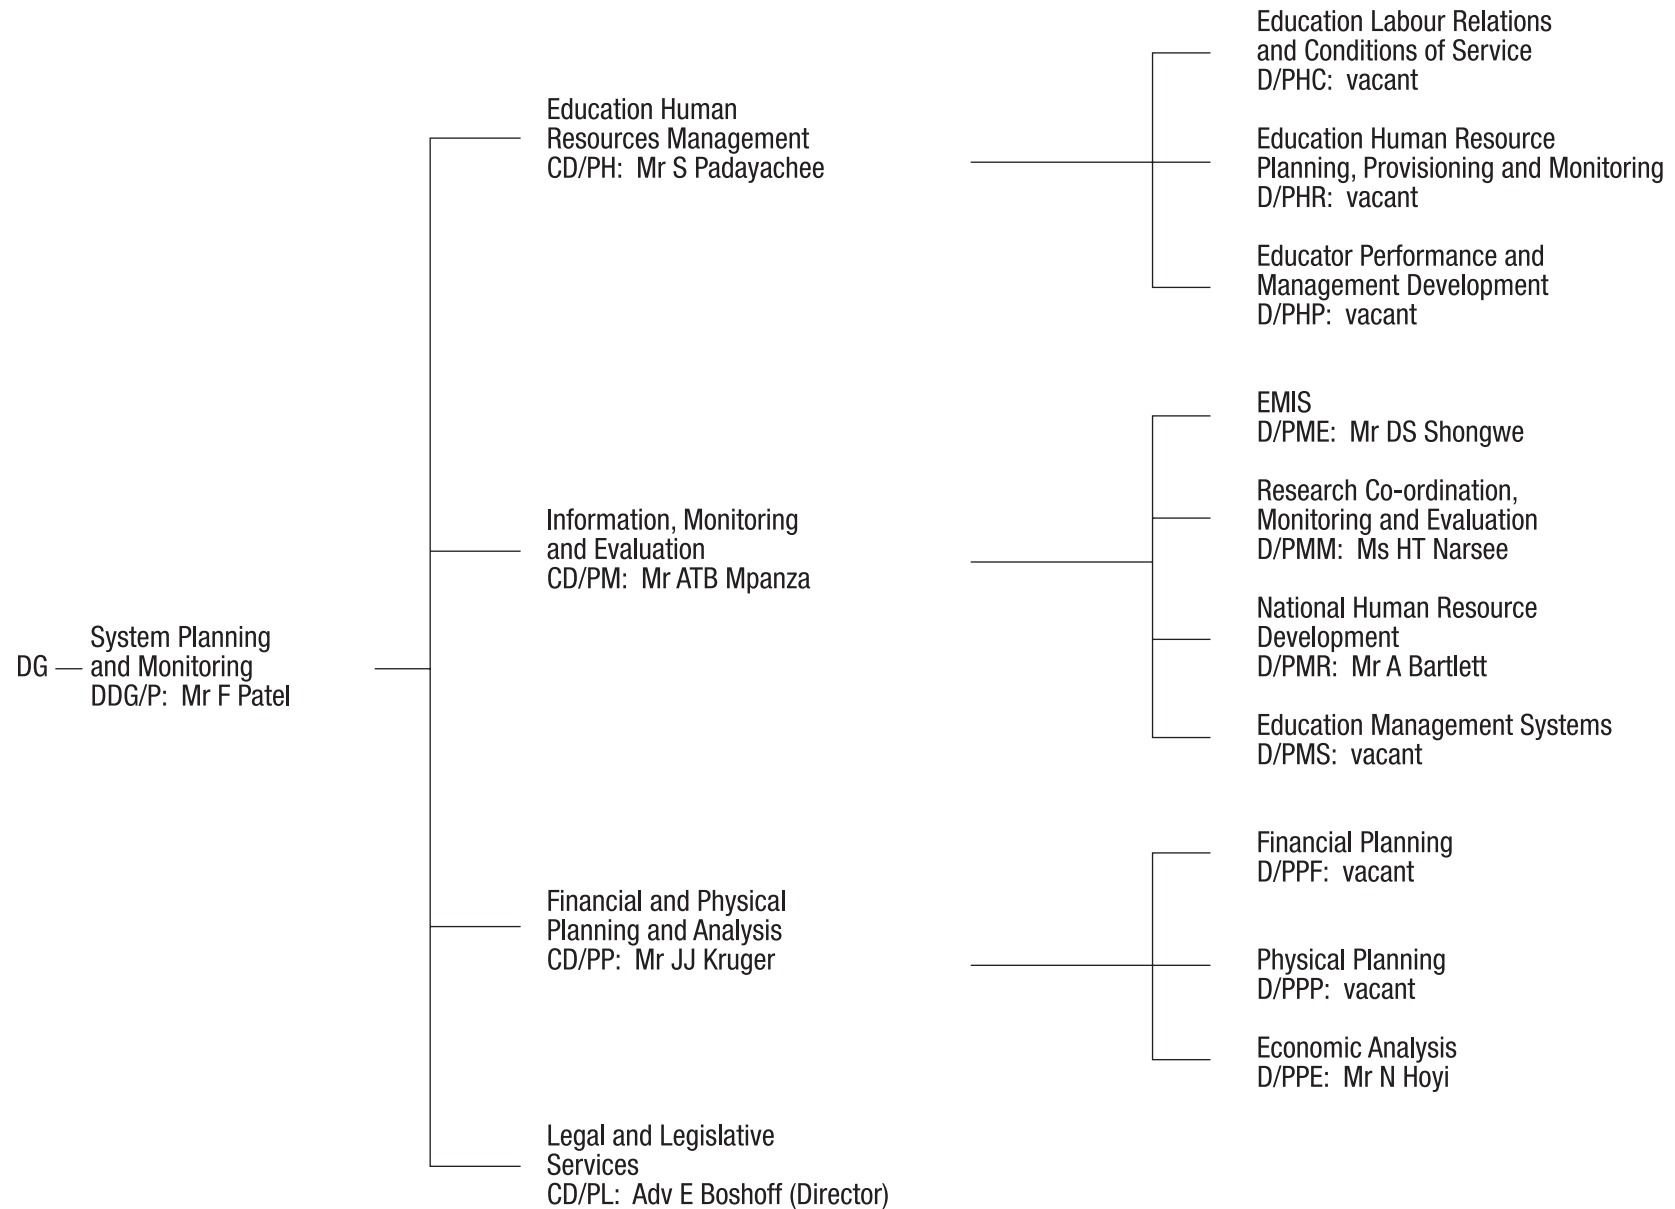 DG
System Planning
and Monitoring
DDG/P: Mr F Patel
Education Human
Resources Management
CD/PH: Mr S Padayachee
Education Labour Relations
and Conditions of Service
D/PHC: vacant
Education Human Resource
Planning, Provisioning and Monitoring
D/PHR: vacant
Educator Performance and
Management Development
D/PHP: vacant
Information, Monitoring
and Evaluation
CD/PM: Mr ATB Mpanza
EMIS
D/PME: Mr DS Shongwe
Research Co-ordination,
Monitoring and Evaluation
D/PMM: Ms HT Narsee
National Human Resource
Development
D/PMR: Mr A Bartlett
Education Management Systems
D/PMS: vacant
Financial and Physical
Planning and Analysis
CD/PP: Mr JJ Kruger
Financial Planning
D/PPF: vacant
Physical Planning
D/PPP: vacant
Economic Analysis
D/PPE: Mr N Hoyi
Legal and Legislative
Services
CD/PL: Adv E Boshoff (Director)